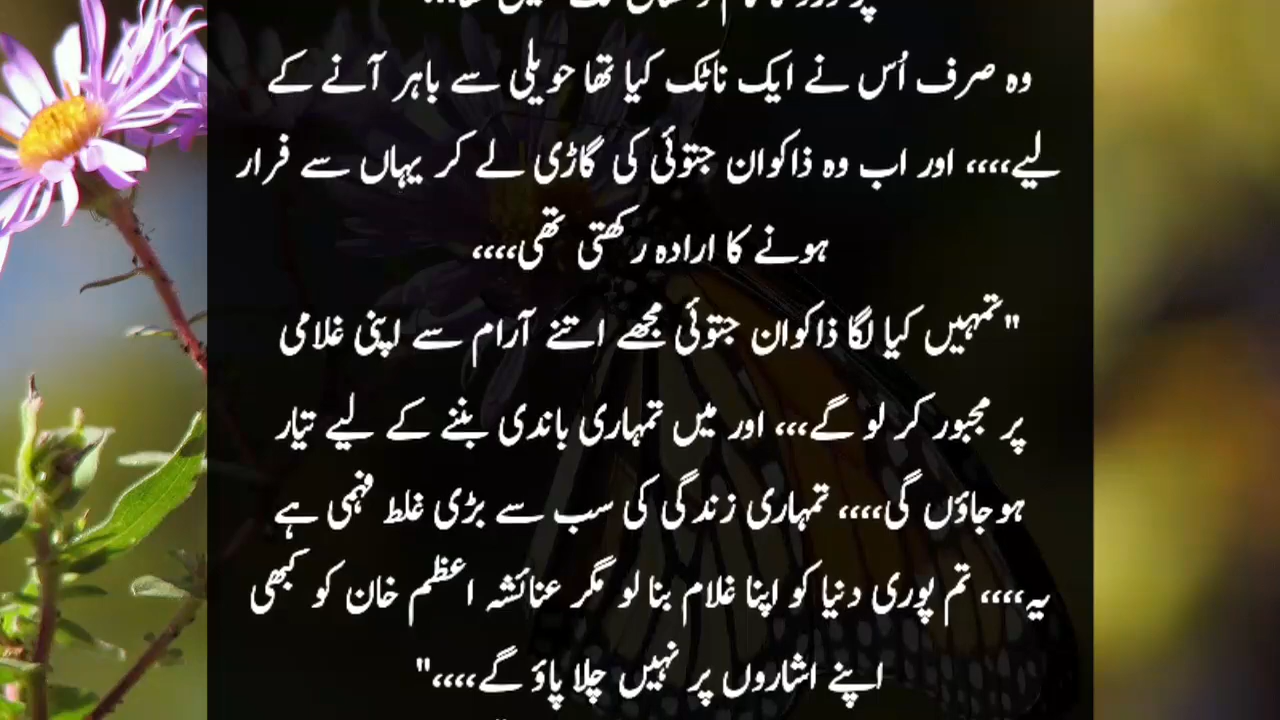 وہ صرف اُس نے ایک ناٹک کیا تھا حویلی سے باہر آنے کے
لیے،،،، اور اب وہ ذاکوان جتوئی کی گاڑی لے کر یہاں سے فرار
ہونے کا ارادہ رکھتی تھی،،،،
"تمہیں کیا لگا ذاکوان جتوئی مجھے اتنے آرام سے اپنی غلامی
پر مجبور کر لو گے،،،، اور میں تمہاری باندی بننے کے لیے تیار
ہو جاؤں گی،،،، تمہاری زندگی کی سب سے بڑی غلط فہمی ہے
یہ،،،، تم پوری دنیا کو اپنا غلام بنا لو مگر عنائشہ اعظم خان کو کبھی
اپنے اشاروں پر نہیں چلا پاؤ گے،،،،"